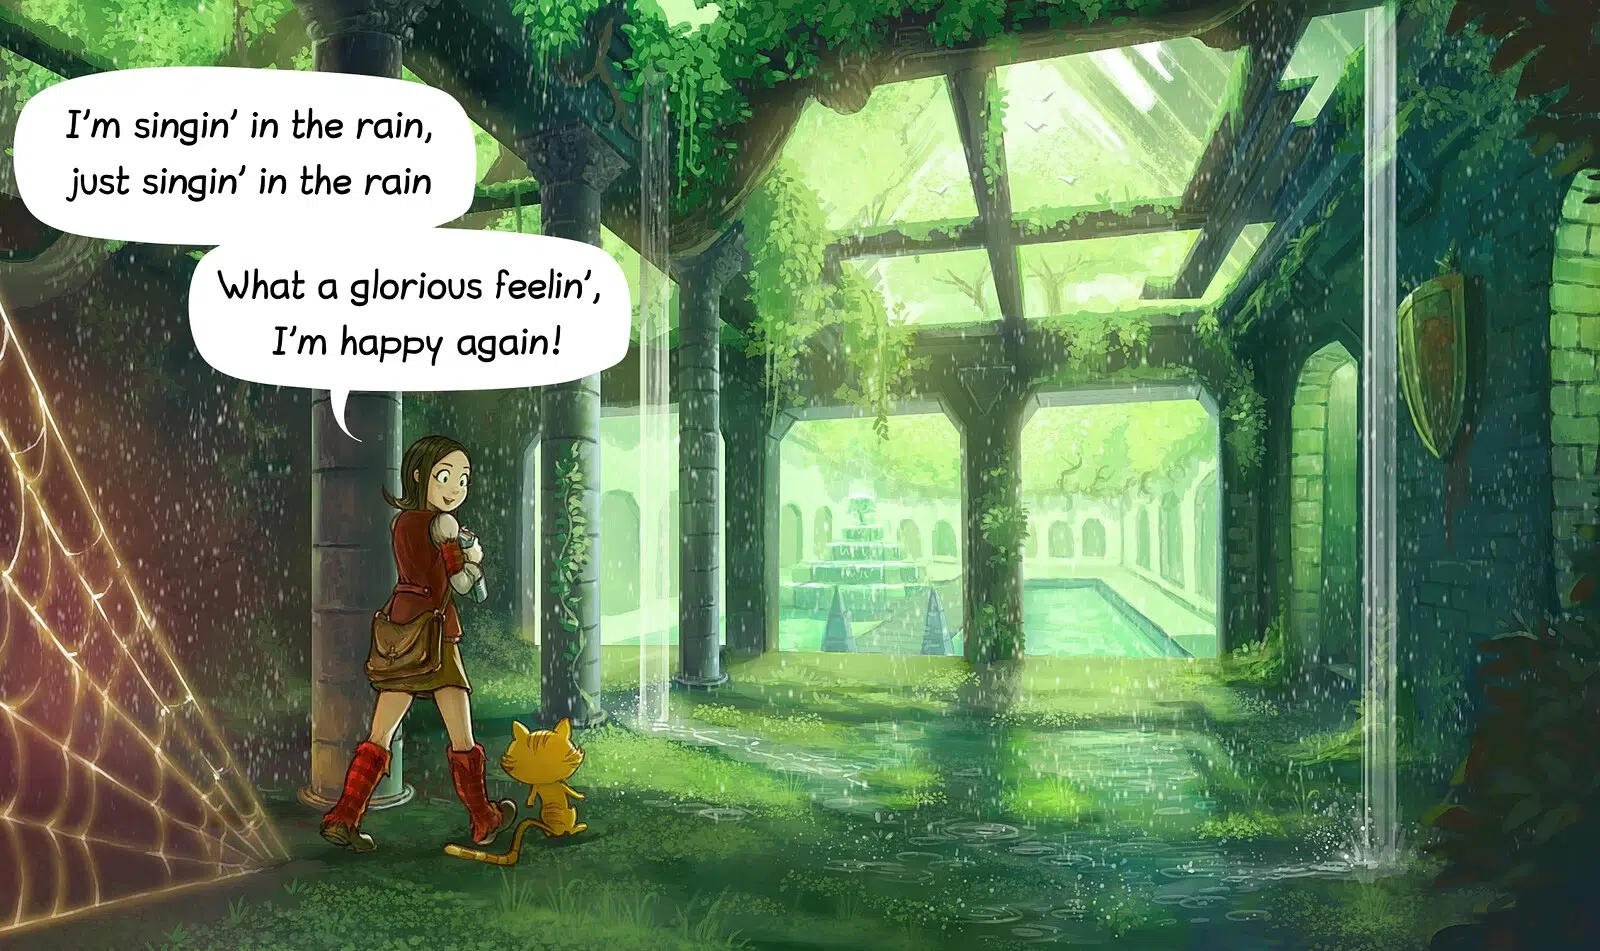 I'm singin' in the rain,
just singin' in the rain
What a glorious feelin',
I'm happy again!